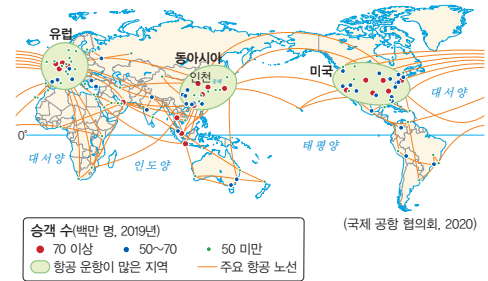 유럽
동아시아
인천
미국
대서양
0°
대서양
인도양
태평양
(국제 공항 협의회, 2020)
승객 수(백만 명, 2019년)
70 이상
50~70
50 미만
항공 운항이 많은 지역
주요 항공 노선